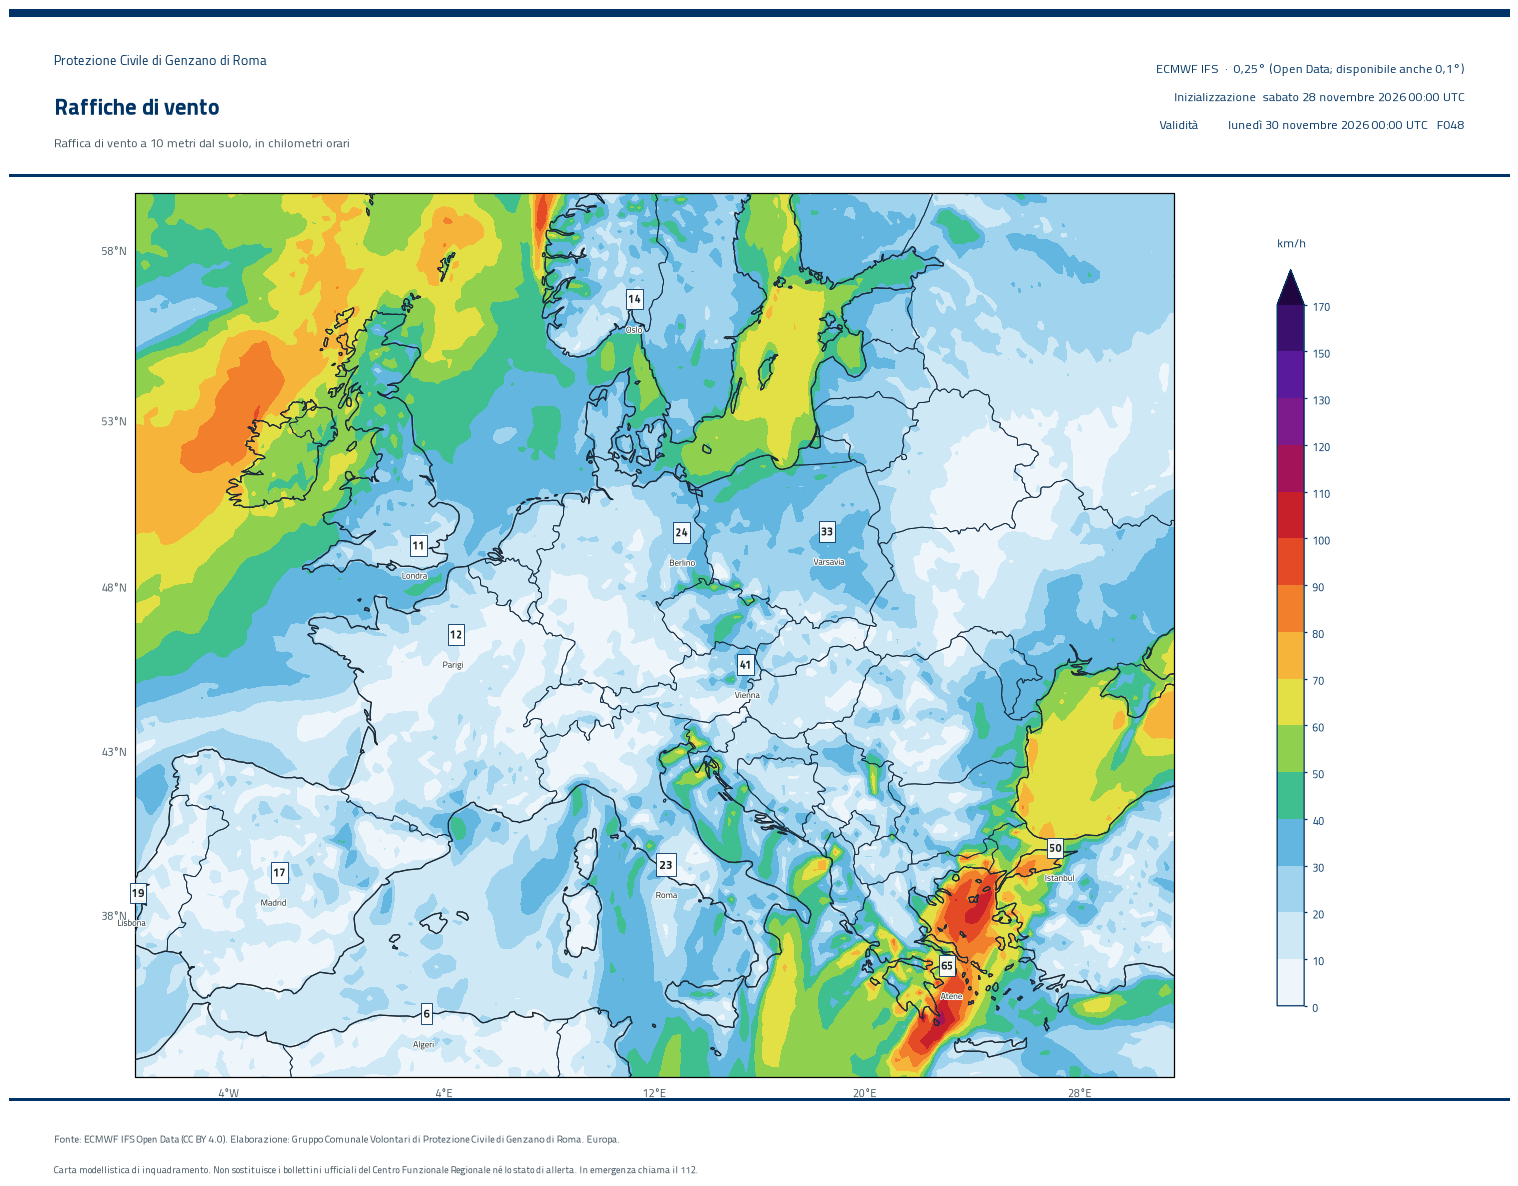 Protezione Civile di Genzano di Roma
Raffiche di vento
Raffica di vento a 10 metri dal suolo, in chilometri orari
ECMWF IFS · 0,25° (Open Data; disponibile anche 0,1°)
Inizializzazione sabato 28 novembre 2026 00:00 UTC
Validità lunedì 30 novembre 2026 00:00 UTC F048
km/h
170
150
130
120
110
100
90
80
70
60
50
40
30
20
10
0
58°N
53°N
48°N
43°N
38°N
14
Oslo
11
Londra
24
Berlino
33
Varsavia
12
Parigi
41
Vienna
50
Istanbul
23
Roma
17
Madrid
19
Lisbona
65
Atene
6
Algeri
4°W
4°E
12°E
20°E
28°E
Fonte: ECMWF IFS Open Data (CC BY 4.0). Elaborazione: Gruppo Comunale Volontari di Protezione Civile di Genzano di Roma. Europa.
Carta modellistica di inquadramento. Non sostituisce i bollettini ufficiali del Centro Funzionale Regionale né lo stato di allerta. In emergenza chiama il 112.